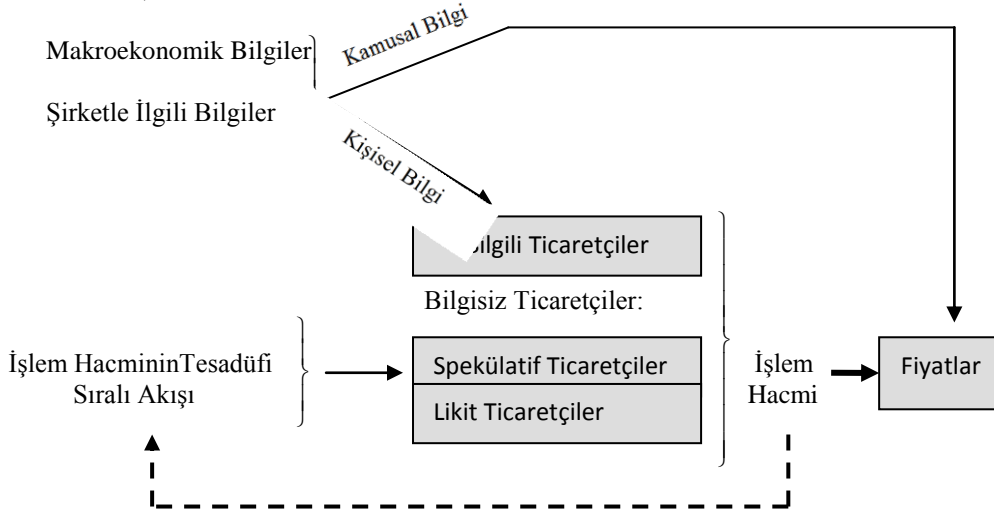 Kamusal Bilgi
Makroekonomik Bilgiler
Şirketle İlgili Bilgiler
Kişisel Bilgi
ilgili Ticaretçiler
Bilgisiz Ticaretçiler:
İşlem HacmininTesadüfi
Sıralı Akışı
Spekülatif Ticaretçiler
Likit Ticaretçiler
İşlem
Hacmi
Fiyatlar